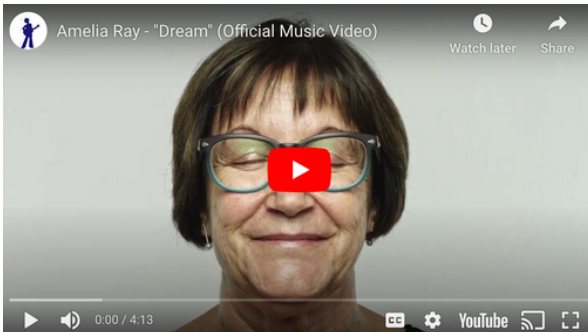 Amelia Ray - "Dream" (Official Music Video)
Watch later
Share
0:00 / 4:13
CC
YouTube